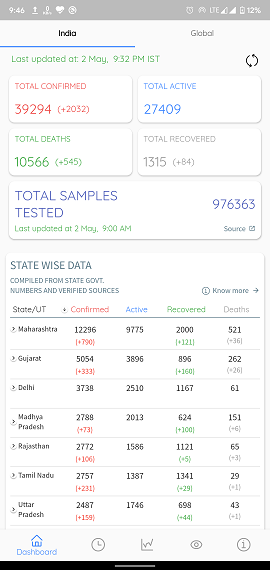 9:46
LTE
12%
India
Global
Last updated at: 2 May, 9:32 PM IST
TOTAL CONFIRMED
39294 (+2032)
TOTAL ACTIVE
27409
TOTAL DEATHS
10566 (+545)
TOTAL RECOVERED
1315 (+84)
TOTAL SAMPLES
TESTED
976363
Last updated at 2 May, 9:00 AM
Source
STATE WISE DATA
COMPILED FROM STATE GOVT.
NUMBERS AND VERIFIED SOURCES
Know more
State/UT Confirmed Active Recovered Deaths
Maharashtra 12296 9775 2000 521
(+790) (+121) (+36)
Gujarat 5054 3896 896 262
(+333) (+160) (+26)
Delhi 3738 2510 1167 61
Madhya 2788 2013 624 151
Pradesh (+73) (+100) (+6)
Rajasthan 2772 1586 1121 65
(+106) (+5) (+3)
Tamil Nadu 2757 1387 1341 29
(+231) (+29) (+1)
Uttar 2487 1746 698 43
Pradesh (+159) (+44) (+1)
Dashboard